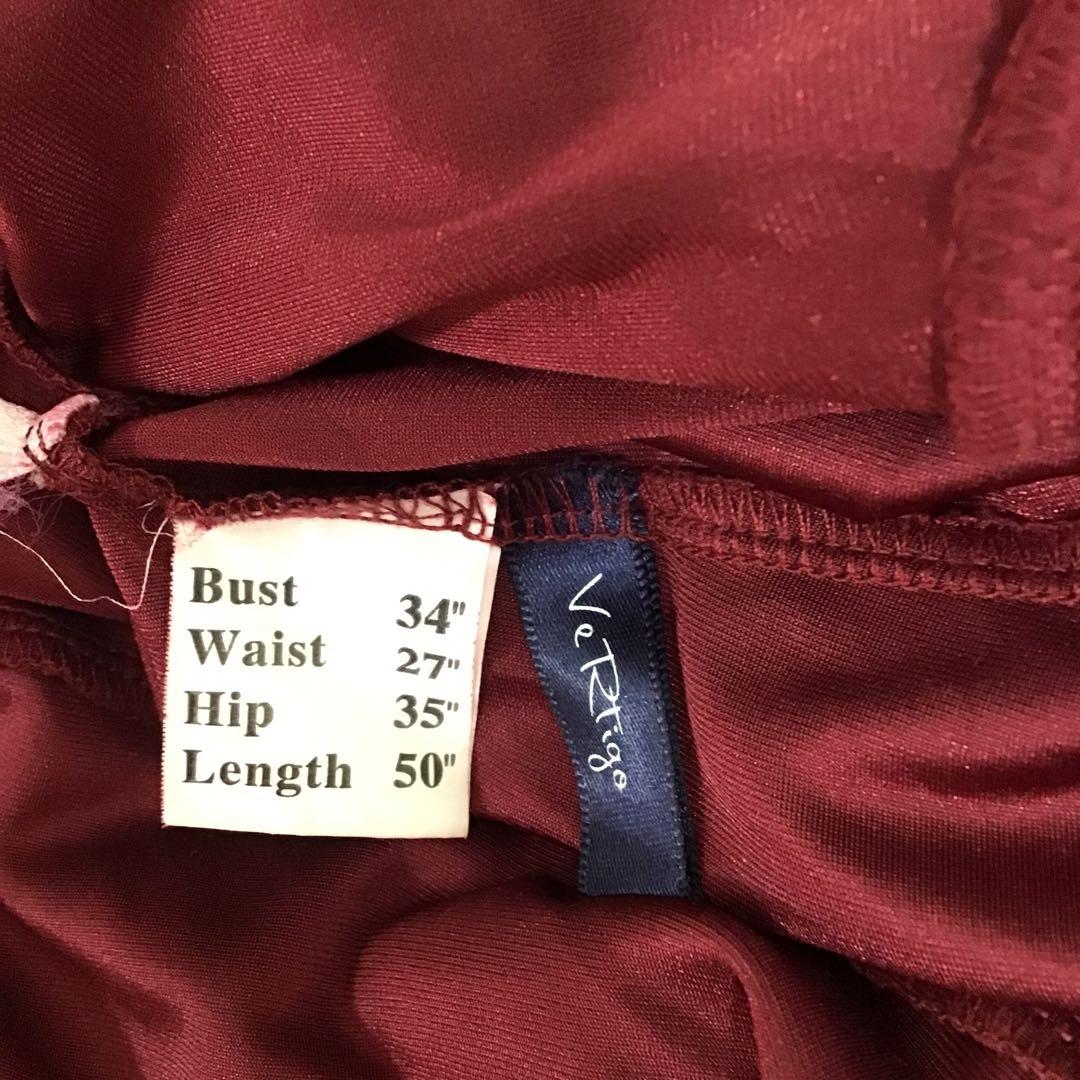 Bust 34"
Waist 27"
Hip 35"
Length 50"
VeRtigo